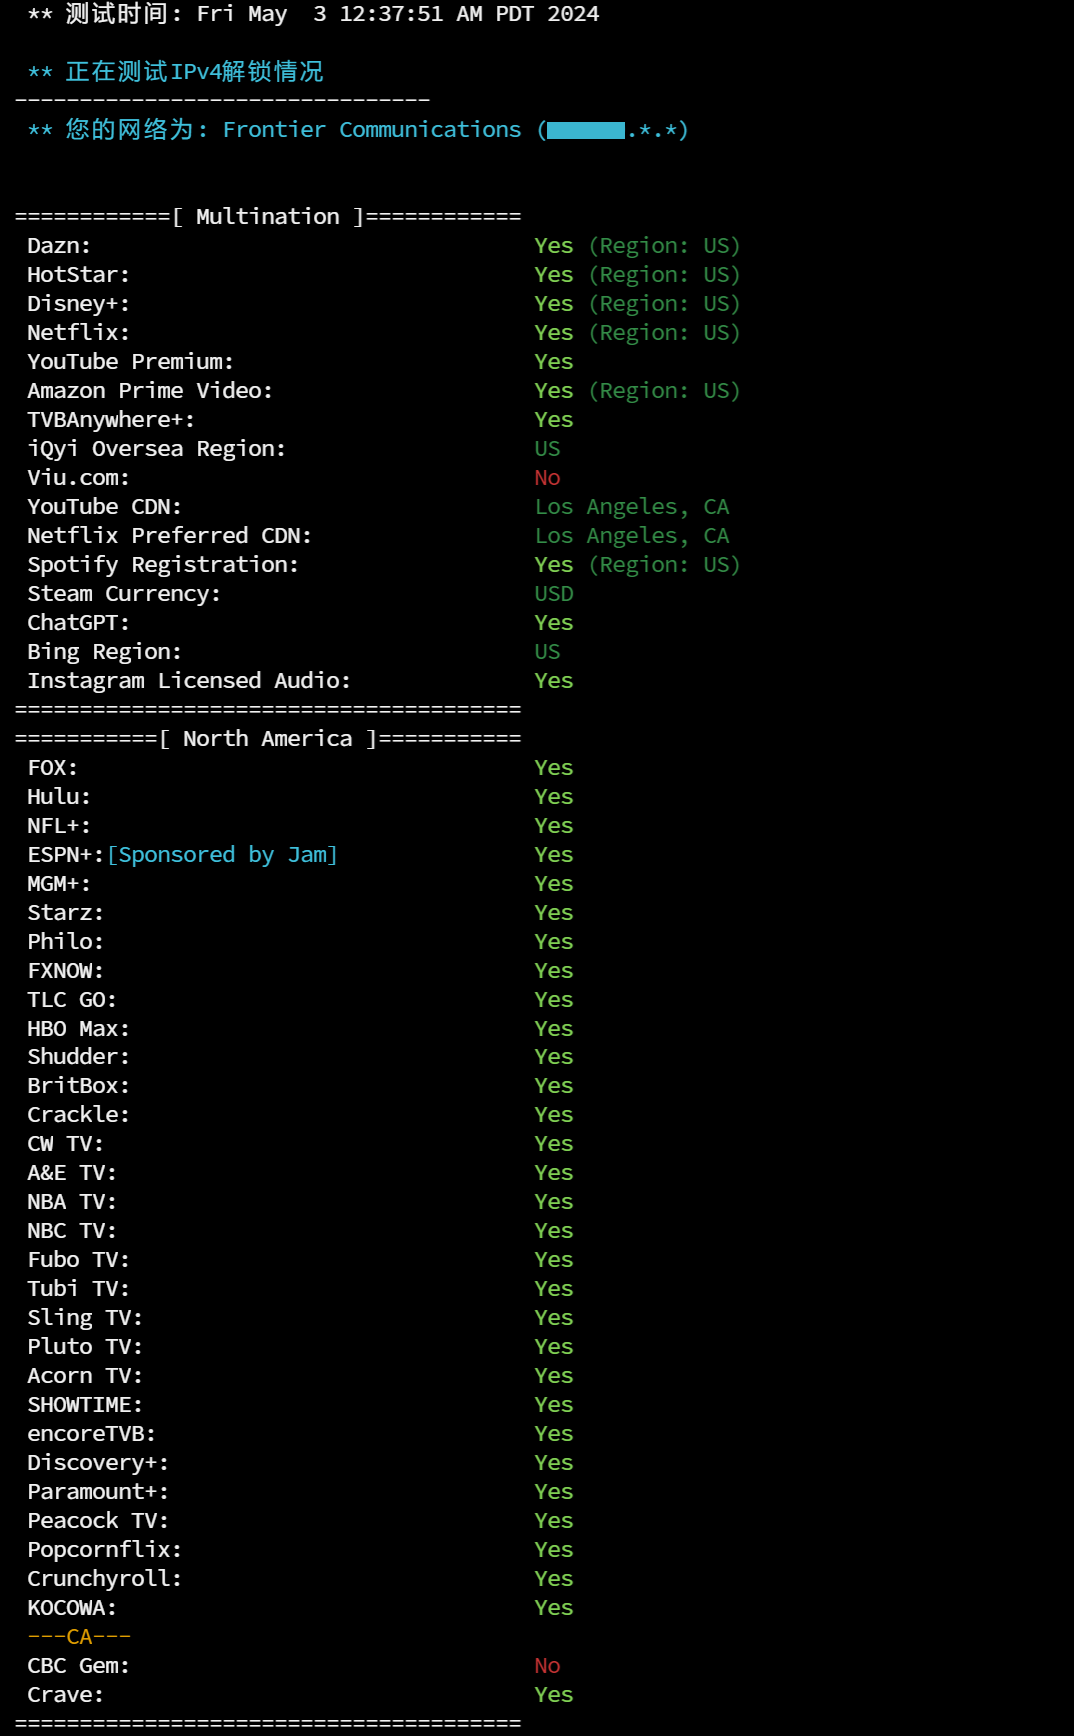 ** 测试时间: Fri May  3 12:37:51 AM PDT 2024
** 正在测试IPv4解锁情况
--------------------------------
** 您的网络为: Frontier Communications (.*.*)
============[ Multination ]============
Dazn: Yes (Region: US)
HotStar: Yes (Region: US)
Disney+: Yes (Region: US)
Netflix: Yes (Region: US)
YouTube Premium: Yes
Amazon Prime Video: Yes (Region: US)
TVBAnywhere+: Yes
iQyi Oversea Region: US
Viu.com: No
YouTube CDN: Los Angeles, CA
Netflix Preferred CDN: Los Angeles, CA
Spotify Registration: Yes (Region: US)
Steam Currency: USD
ChatGPT: Yes
Bing Region: US
Instagram Licensed Audio: Yes
=======================================
===========[ North America ]===========
FOX: Yes
Hulu: Yes
NFL+: Yes
ESPN+:[Sponsored by Jam] Yes
MGM+: Yes
Starz: Yes
Philo: Yes
FXNOW: Yes
TLC GO: Yes
HBO Max: Yes
Shudder: Yes
BritBox: Yes
Crackle: Yes
CW TV: Yes
A&E TV: Yes
NBA TV: Yes
NBC TV: Yes
Fubo TV: Yes
Tubi TV: Yes
Sling TV: Yes
Pluto TV: Yes
Acorn TV: Yes
SHOWTIME: Yes
encoreTVB: Yes
Discovery+: Yes
Paramount+: Yes
Peacock TV: Yes
Popcornflix: Yes
Crunchyroll: Yes
KOCOWA: Yes
---CA---
CBC Gem: No
Crave: Yes
=======================================